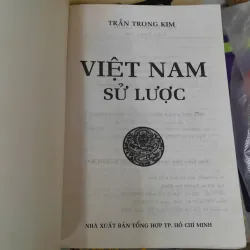 TRẦN TRỌNG KIM
VIỆT NAM
SỬ LƯỢC
NHÀ XUẤT BẢN TỔNG HỢP TP. HỒ CHÍ MINH